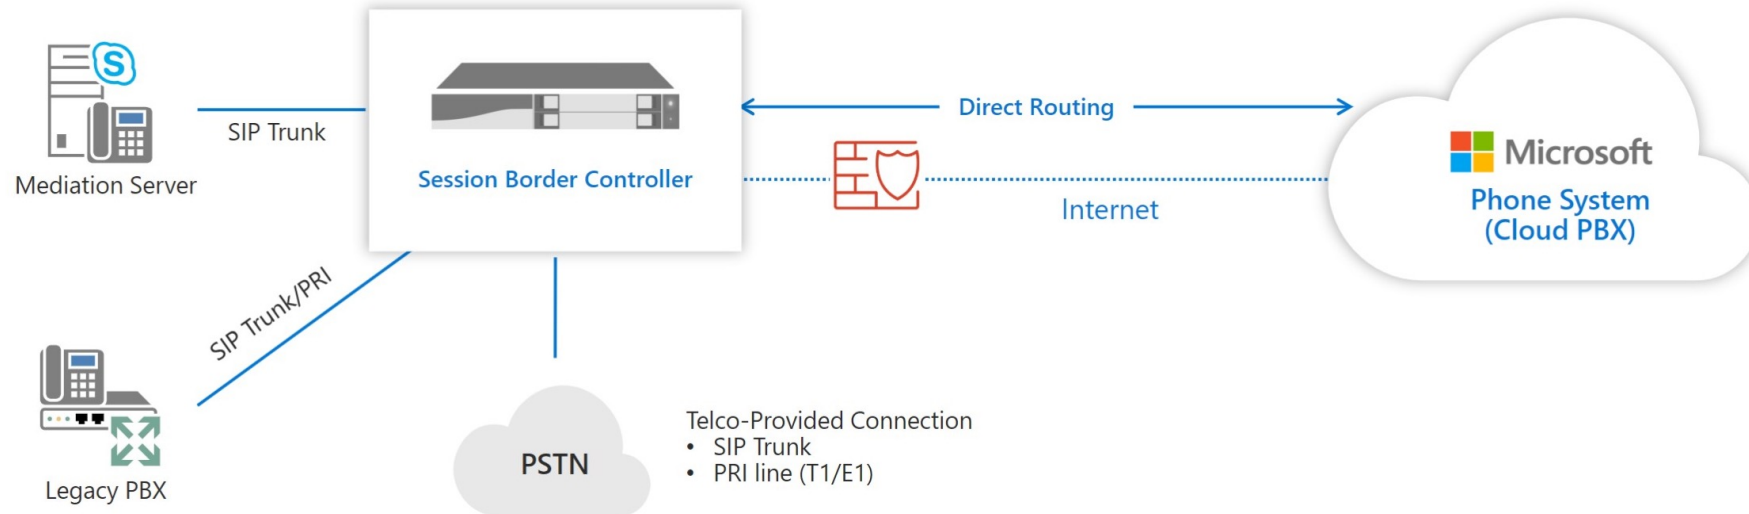 S
SIP Trunk
Mediation Server
Session Border Controller
Direct Routing
Internet
Microsoft
Phone System
(Cloud PBX)
SIP Trunk/PRI
Legacy PBX
PSTN
Telco-Provided Connection
• SIP Trunk
• PRI line (T1/E1)